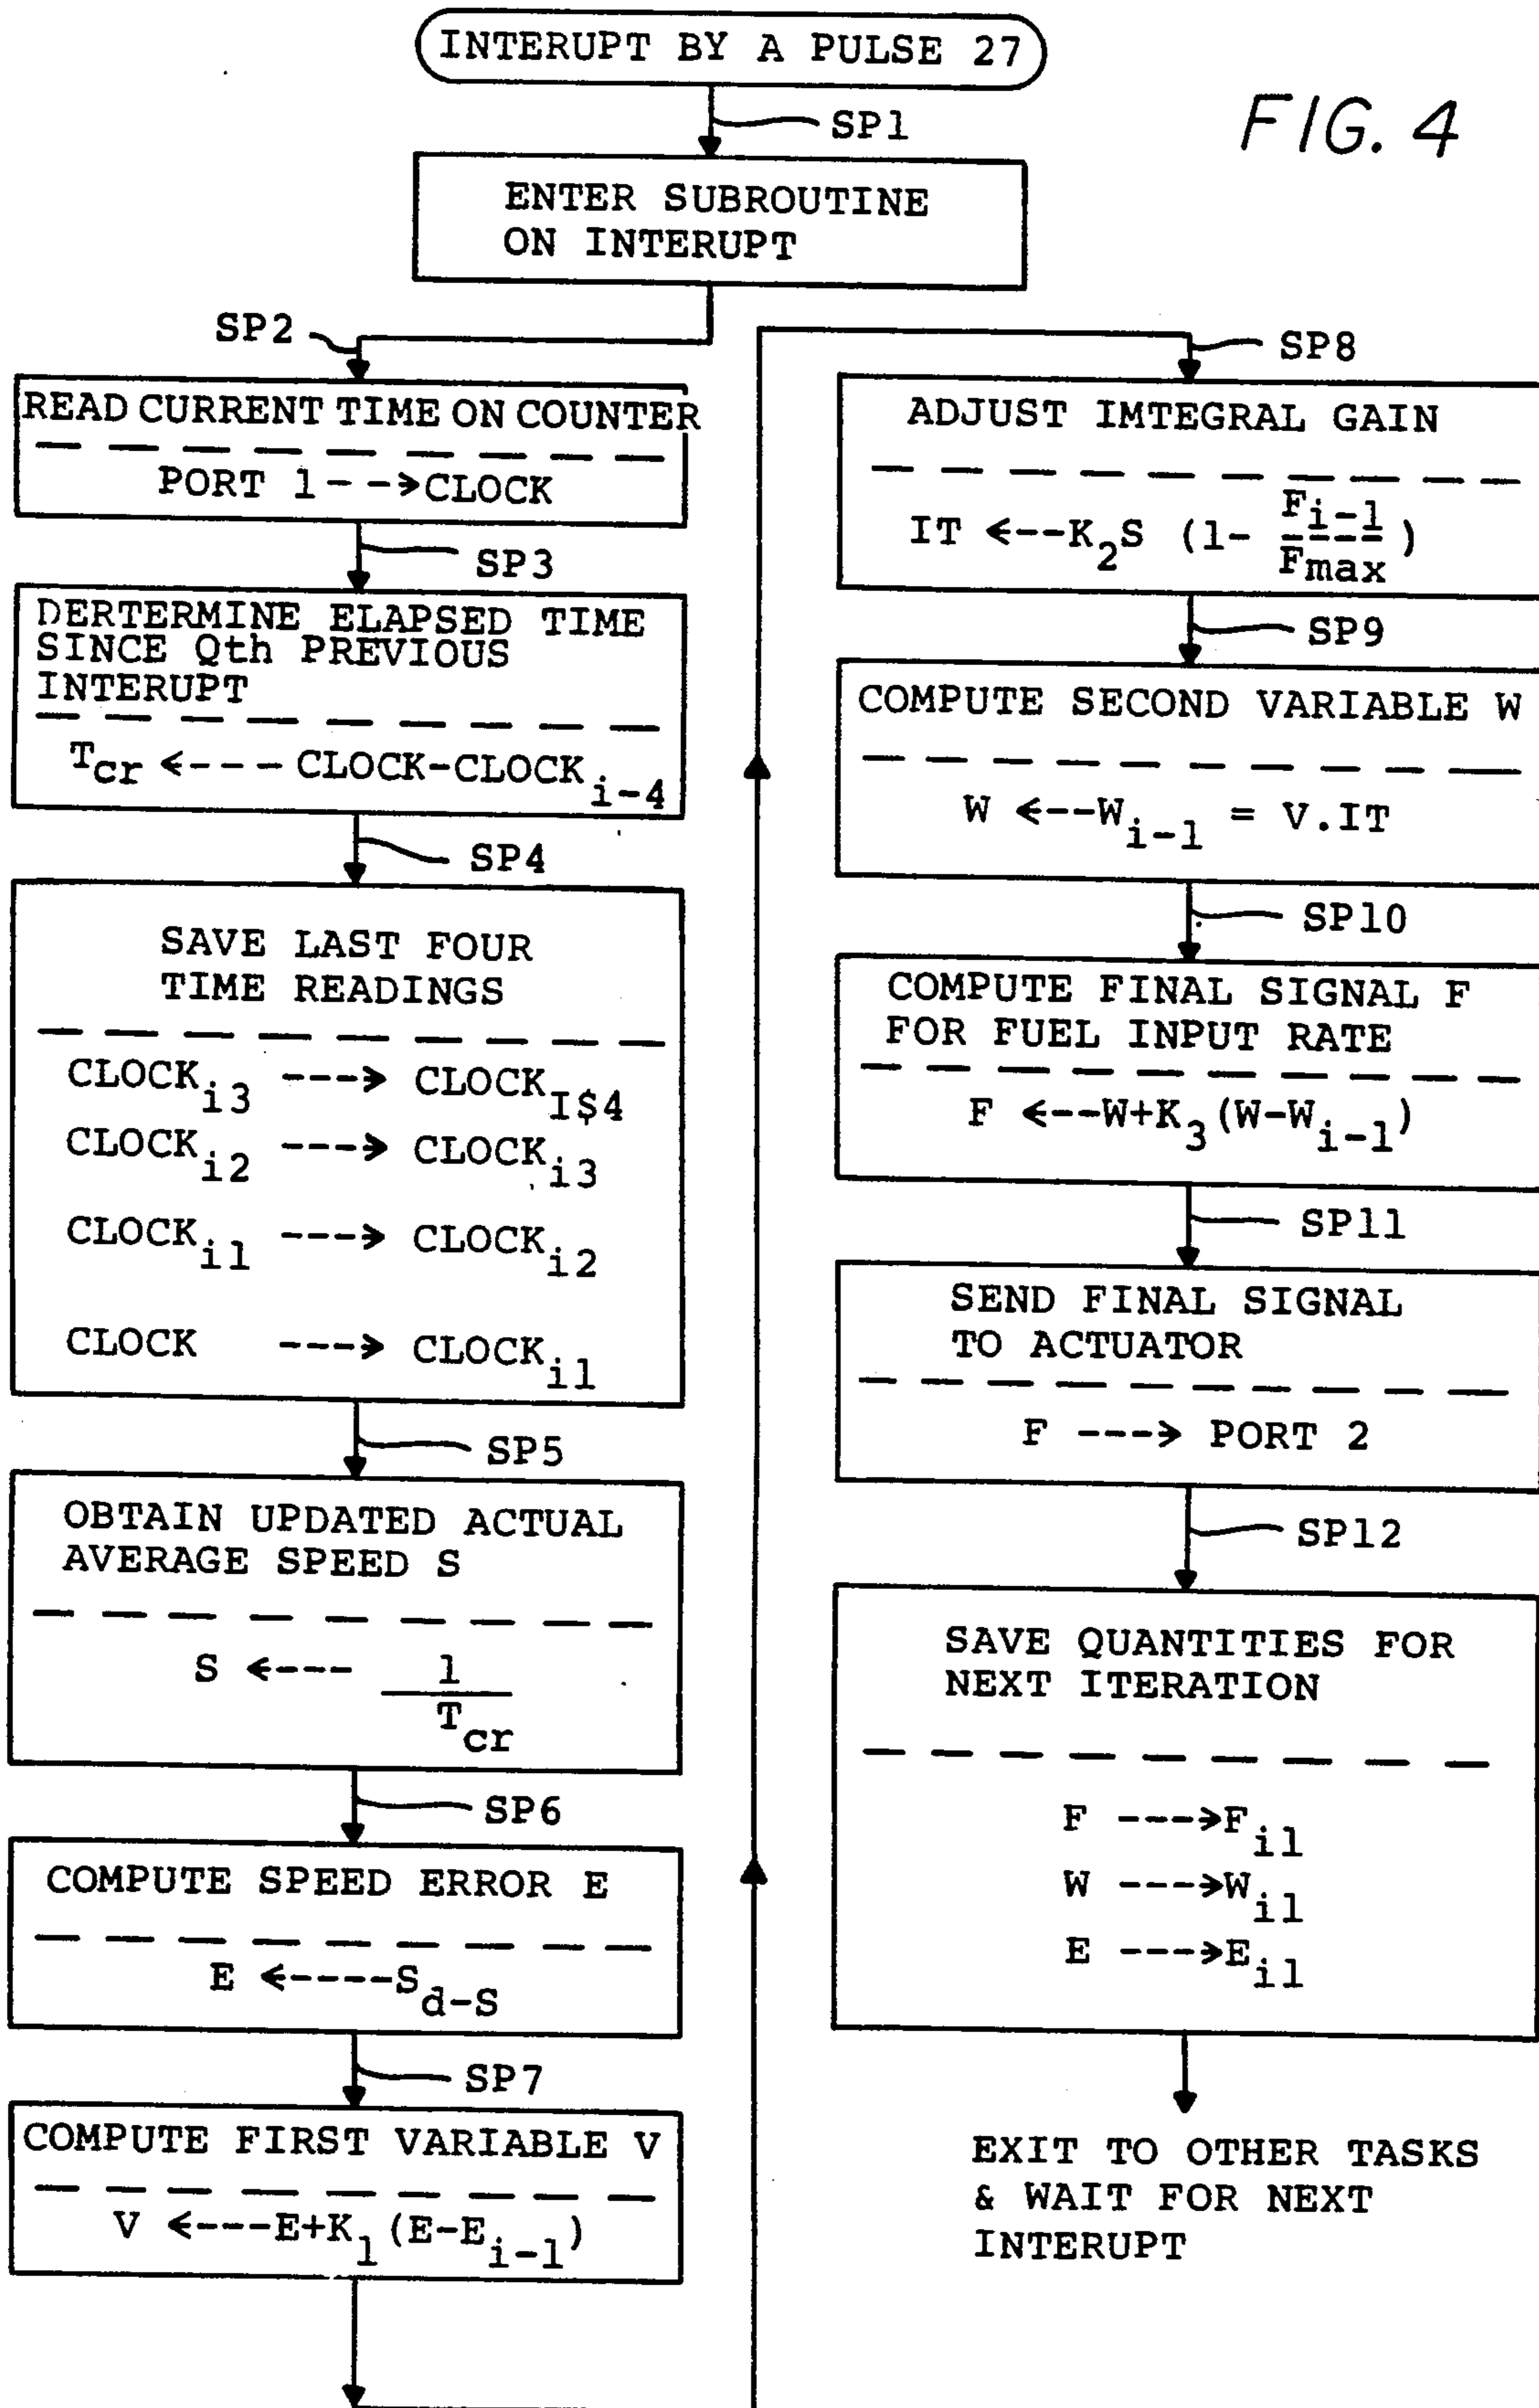 INTERUPT BY A PULSE 27
FIG. 4
SP1
ENTER SUBROUTINE
ON INTERUPT
SP2
READ CURRENT TIME ON COUNTER
PORT 1-->CLOCK
SP3
DERTERMINE ELAPSED TIME
SINCE Qth PREVIOUS
INTERUPT
Tcr <---- CLOCK-CLOCKi-4
SP4
SAVE LAST FOUR
TIME READINGS
CLOCKi3 ----> CLOCKI$4
CLOCKi2 ----> CLOCKi3
CLOCKi1 ----> CLOCKi2
CLOCK ----> CLOCKi1
SP5
OBTAIN UPDATED ACTUAL
AVERAGE SPEED S
S <---- 1
Tcr
SP6
COMPUTE SPEED ERROR E
E <-----Sd-S
SP7
COMPUTE FIRST VARIABLE V
V <----E+K1(E-Ei-1)
SP8
ADJUST IMTEGRAL GAIN
IT <--K2S (1- Fi-1
Fmax )
SP9
COMPUTE SECOND VARIABLE W
W <--Wi-1 = V.IT
SP10
COMPUTE FINAL SIGNAL F
FOR FUEL INPUT RATE
F <--W+K3(W-Wi-1)
SP11
SEND FINAL SIGNAL
TO ACTUATOR
F ----> PORT 2
SP12
SAVE QUANTITIES FOR
NEXT ITERATION
F ---->Fi1
W ---->Wi1
E ---->Ei1
EXIT TO OTHER TASKS
& WAIT FOR NEXT
INTERUPT